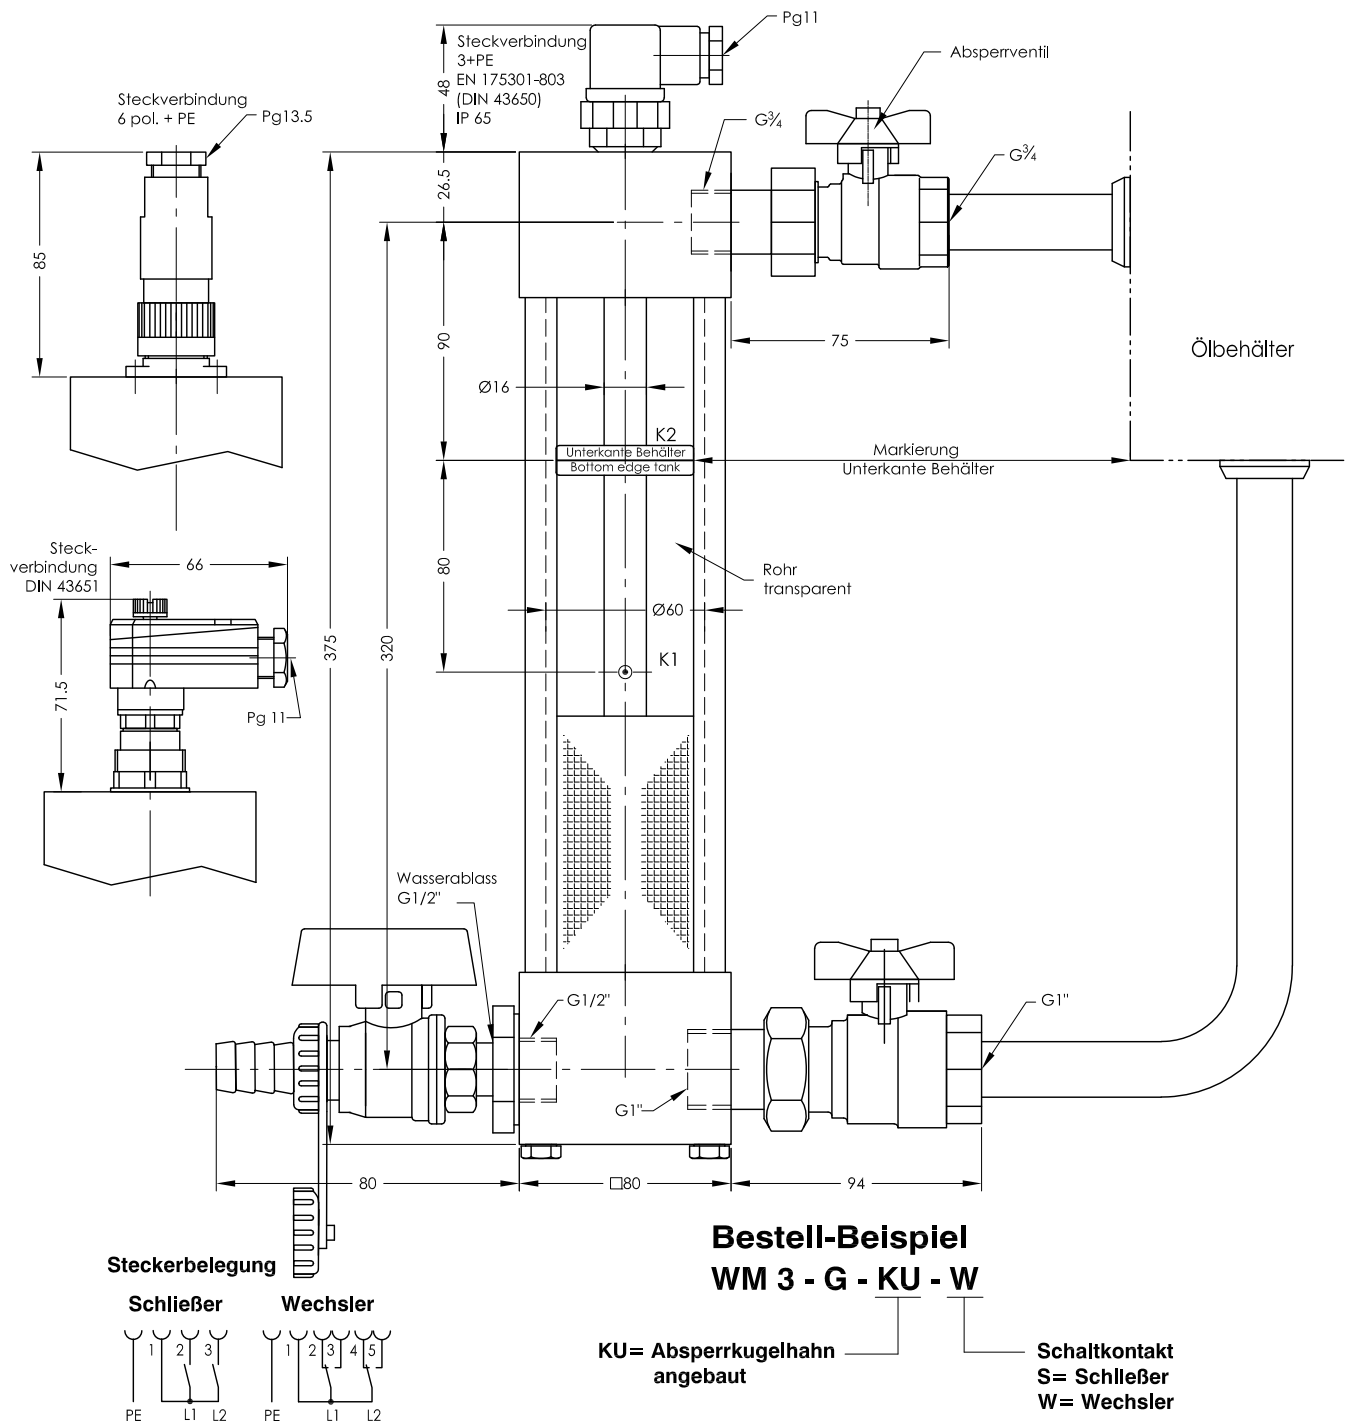 Pg11
Steckverbindung
3+PE
EN 175301-803
(DIN 43650)
IP 65
48
Absperrventil
Steckverbindung
6 pol. + PE
Pg13.5
G¾
G¾
26.5
85
90
75
Ölbehälter
Ø16
K2
Unterkante Behälter
Bottom edge tank
Markierung
Unterkante Behälter
Steck-
verbindung
DIN 43651
66
80
Rohr
transparent
Ø60
375
320
K1
71.5
Pg 11
Wasserablass
G1/2"
G1/2"
G1"
G1"
80
□80
94
Bestell-Beispiel
WM 3 - G - KU - W
Steckerbelegung
Schließer
Wechsler
1 2 3
1 2 3 4 5
PE L1 L2
PE L1 L2
KU= Absperrkugelhahn
angebaut
Schaltkontakt
S= Schließer
W= Wechsler